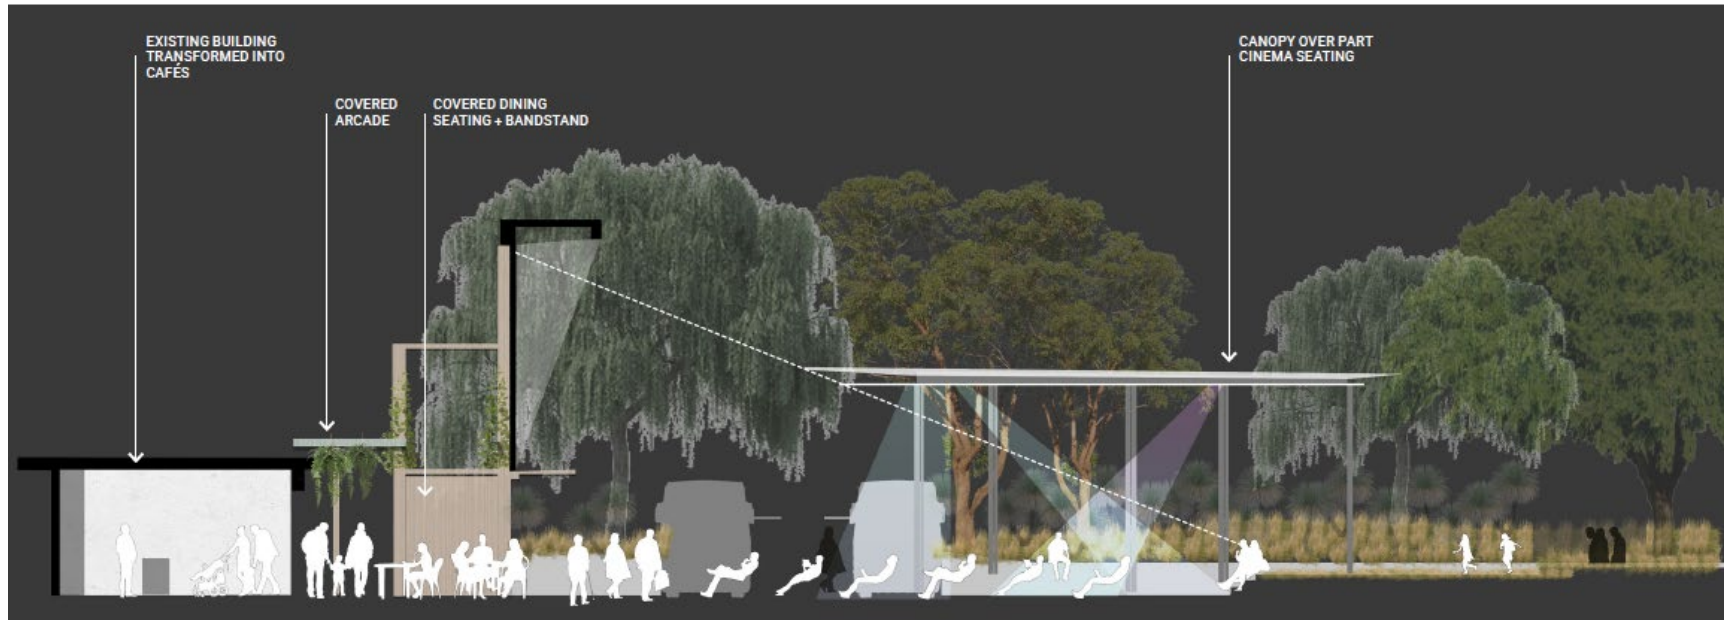 EXISTING BUILDING
TRANSFORMED INTO
CAFÉS
COVERED
ARCADE
COVERED DINING
SEATING + BANDSTAND
CANOPY OVER PART
CINEMA SEATING